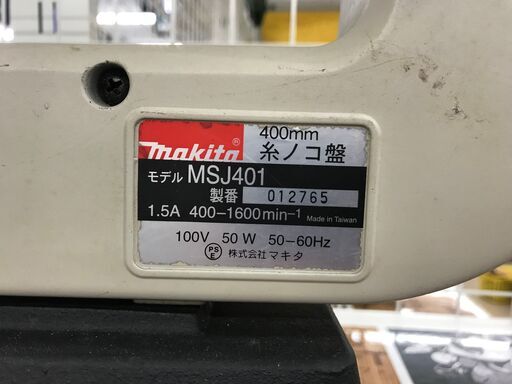 400mm
makita® 糸ノコ盤
モデル MSJ401
製番 012765
1.5A 400-1600min-1 Made in Taiwan
100V 50W 50-60Hz
PSE 株式会社 マキタ